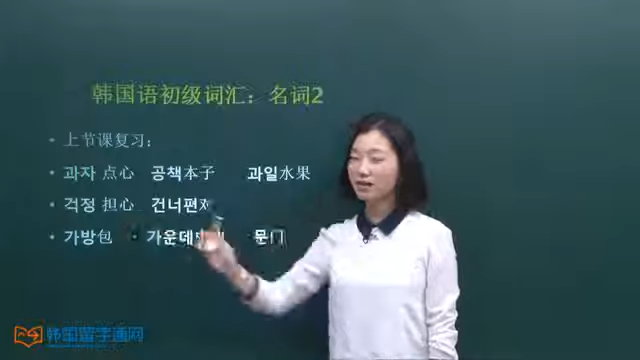 韩国语初级词汇：名词2
• 上节课复习：
• 과자 点心 공책本子 과일水果
• 걱정 担心 건너편
• 가방包 • 가운데 • 문门
韩国留学通网